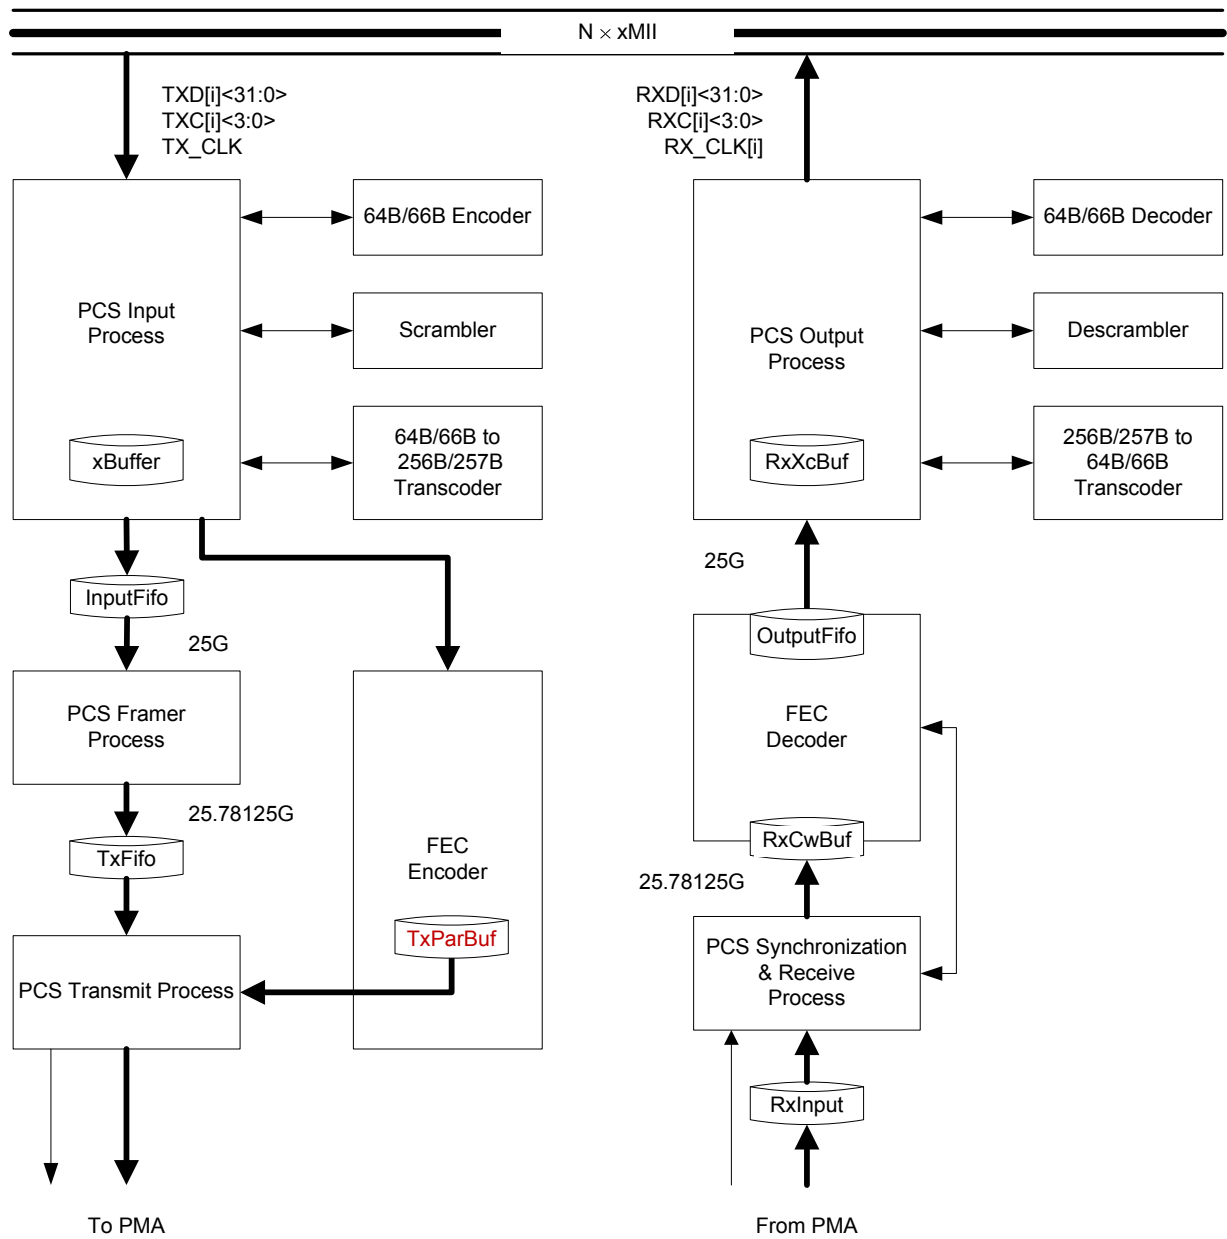 N × xMII
TXD[i]<31:0>
TXC[i]<3:0>
TX_CLK
RXD[i]<31:0>
RXC[i]<3:0>
RX_CLK[i]
PCS Input
Process
xBuffer
64B/66B Encoder
Scrambler
64B/66B to
256B/257B
Transcoder
PCS Output
Process
RxXcBuf
64B/66B Decoder
Descrambler
256B/257B to
64B/66B
Transcoder
InputFifo
25G
PCS Framer
Process
25.78125G
TxFifo
PCS Transmit Process
FEC
Encoder
TxParBuf
To PMA
25G
OutputFifo
FEC
Decoder
RxCwBuf
25.78125G
PCS Synchronization
& Receive
Process
RxInput
From PMA